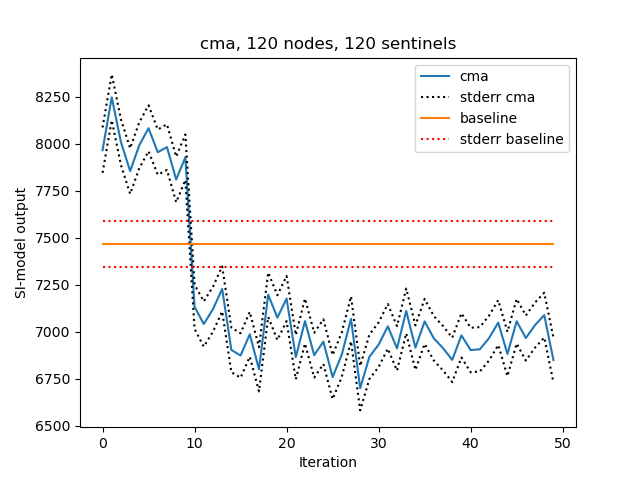 cma, 120 nodes, 120 sentinels
cma
stderr cma
baseline
stderr baseline
8250
8000
7750
7500
7250
7000
6750
6500
SI-model output
0 10 20 30 40 50
Iteration